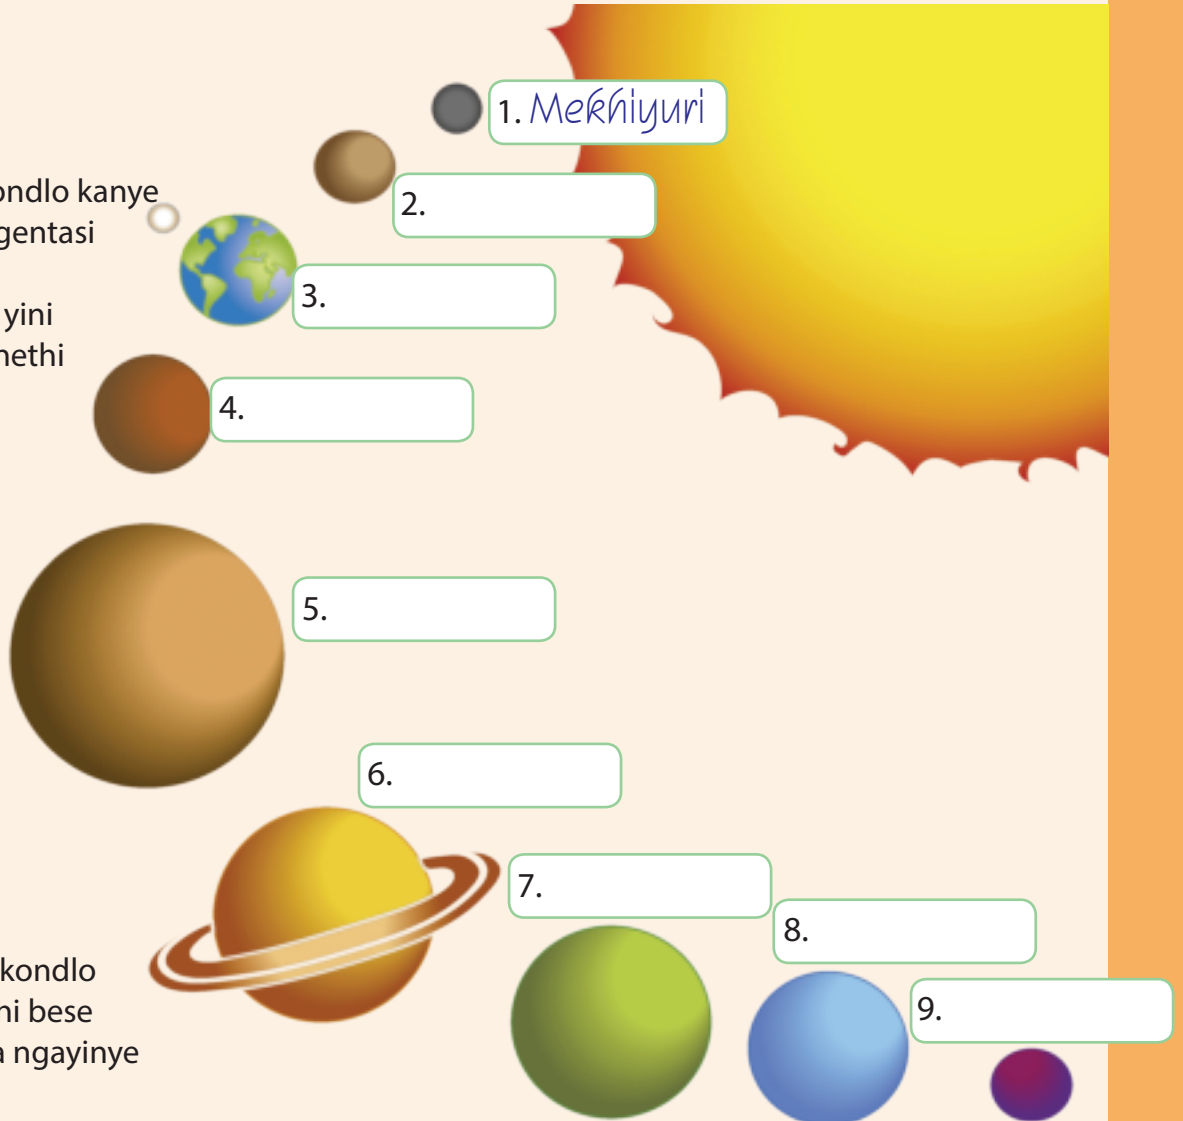 1. Mekhiyuri
2.
ondlo kanye
gentasi
3.
yini
nethi
4.
5.
6.
7.
8.
kondlo
9.
ni bese
a ngayinye